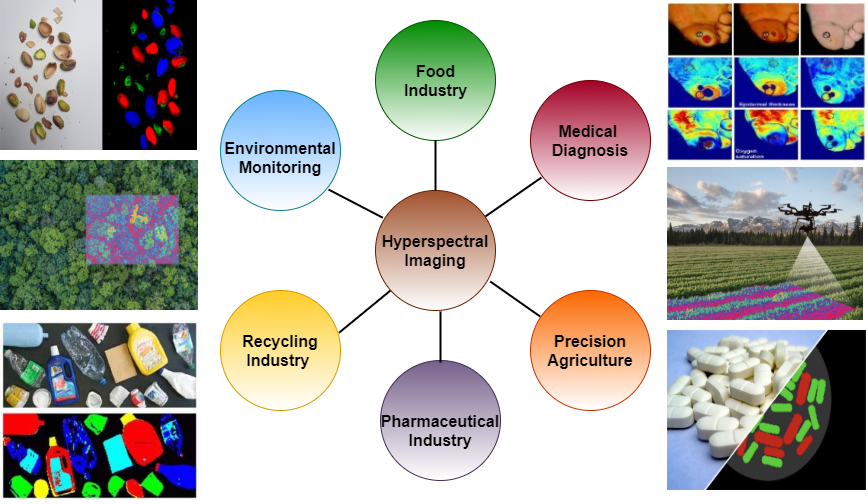 Food
Industry
Environmental
Monitoring
Medical
Diagnosis
Hyperspectral
Imaging
Recycling
Industry
Precision
Agriculture
Pharmaceutical
Industry
Epidermal thickness
Oxygen
saturation